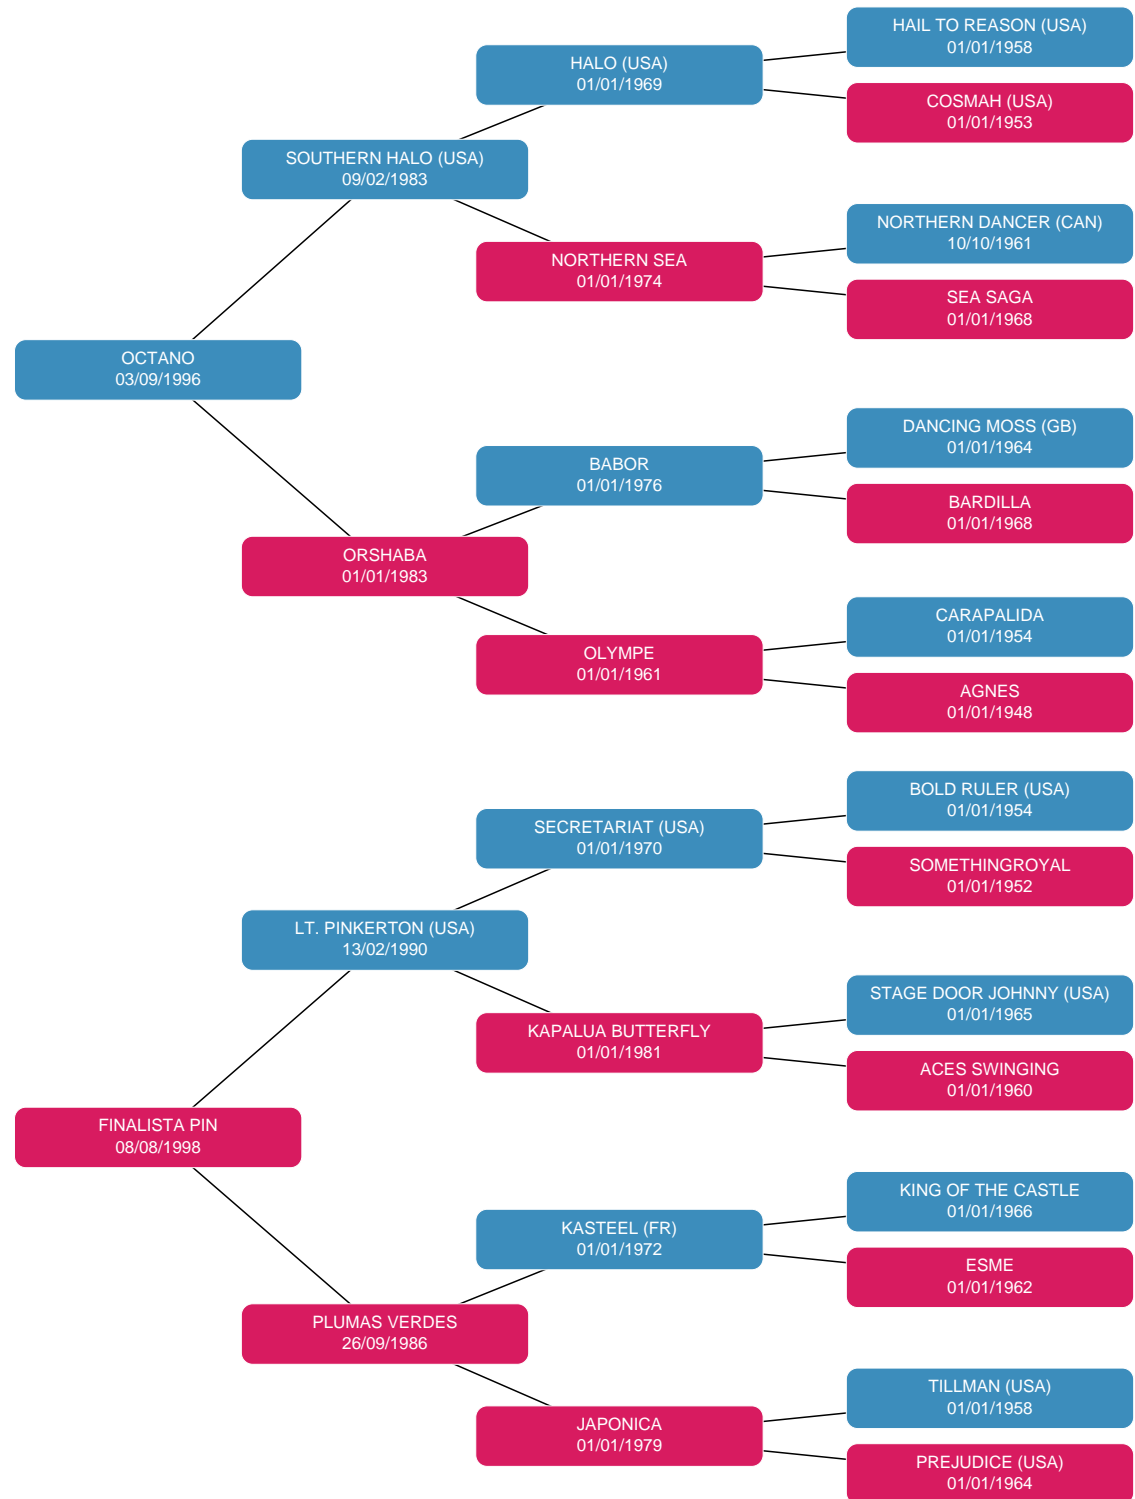 HAIL TO REASON (USA)
01/01/1958
HALO (USA)
01/01/1969
COSMAH (USA)
01/01/1953
SOUTHERN HALO (USA)
09/02/1983
NORTHERN DANCER (CAN)
10/10/1961
NORTHERN SEA
01/01/1974
SEA SAGA
01/01/1968
OCTANO
03/09/1996
DANCING MOSS (GB)
01/01/1964
BABOR
01/01/1976
BARDILLA
01/01/1968
ORSHABA
01/01/1983
CARAPALIDA
01/01/1954
OLYMPE
01/01/1961
AGNES
01/01/1948
BOLD RULER (USA)
01/01/1954
SECRETARIAT (USA)
01/01/1970
SOMETHINGROYAL
01/01/1952
LT. PINKERTON (USA)
13/02/1990
STAGE DOOR JOHNNY (USA)
01/01/1965
KAPALUA BUTTERFLY
01/01/1981
ACES SWINGING
01/01/1960
FINALISTA PIN
08/08/1998
KING OF THE CASTLE
01/01/1966
KASTEEL (FR)
01/01/1972
ESME
01/01/1962
PLUMAS VERDES
26/09/1986
TILLMAN (USA)
01/01/1958
JAPONICA
01/01/1979
PREJUDICE (USA)
01/01/1964